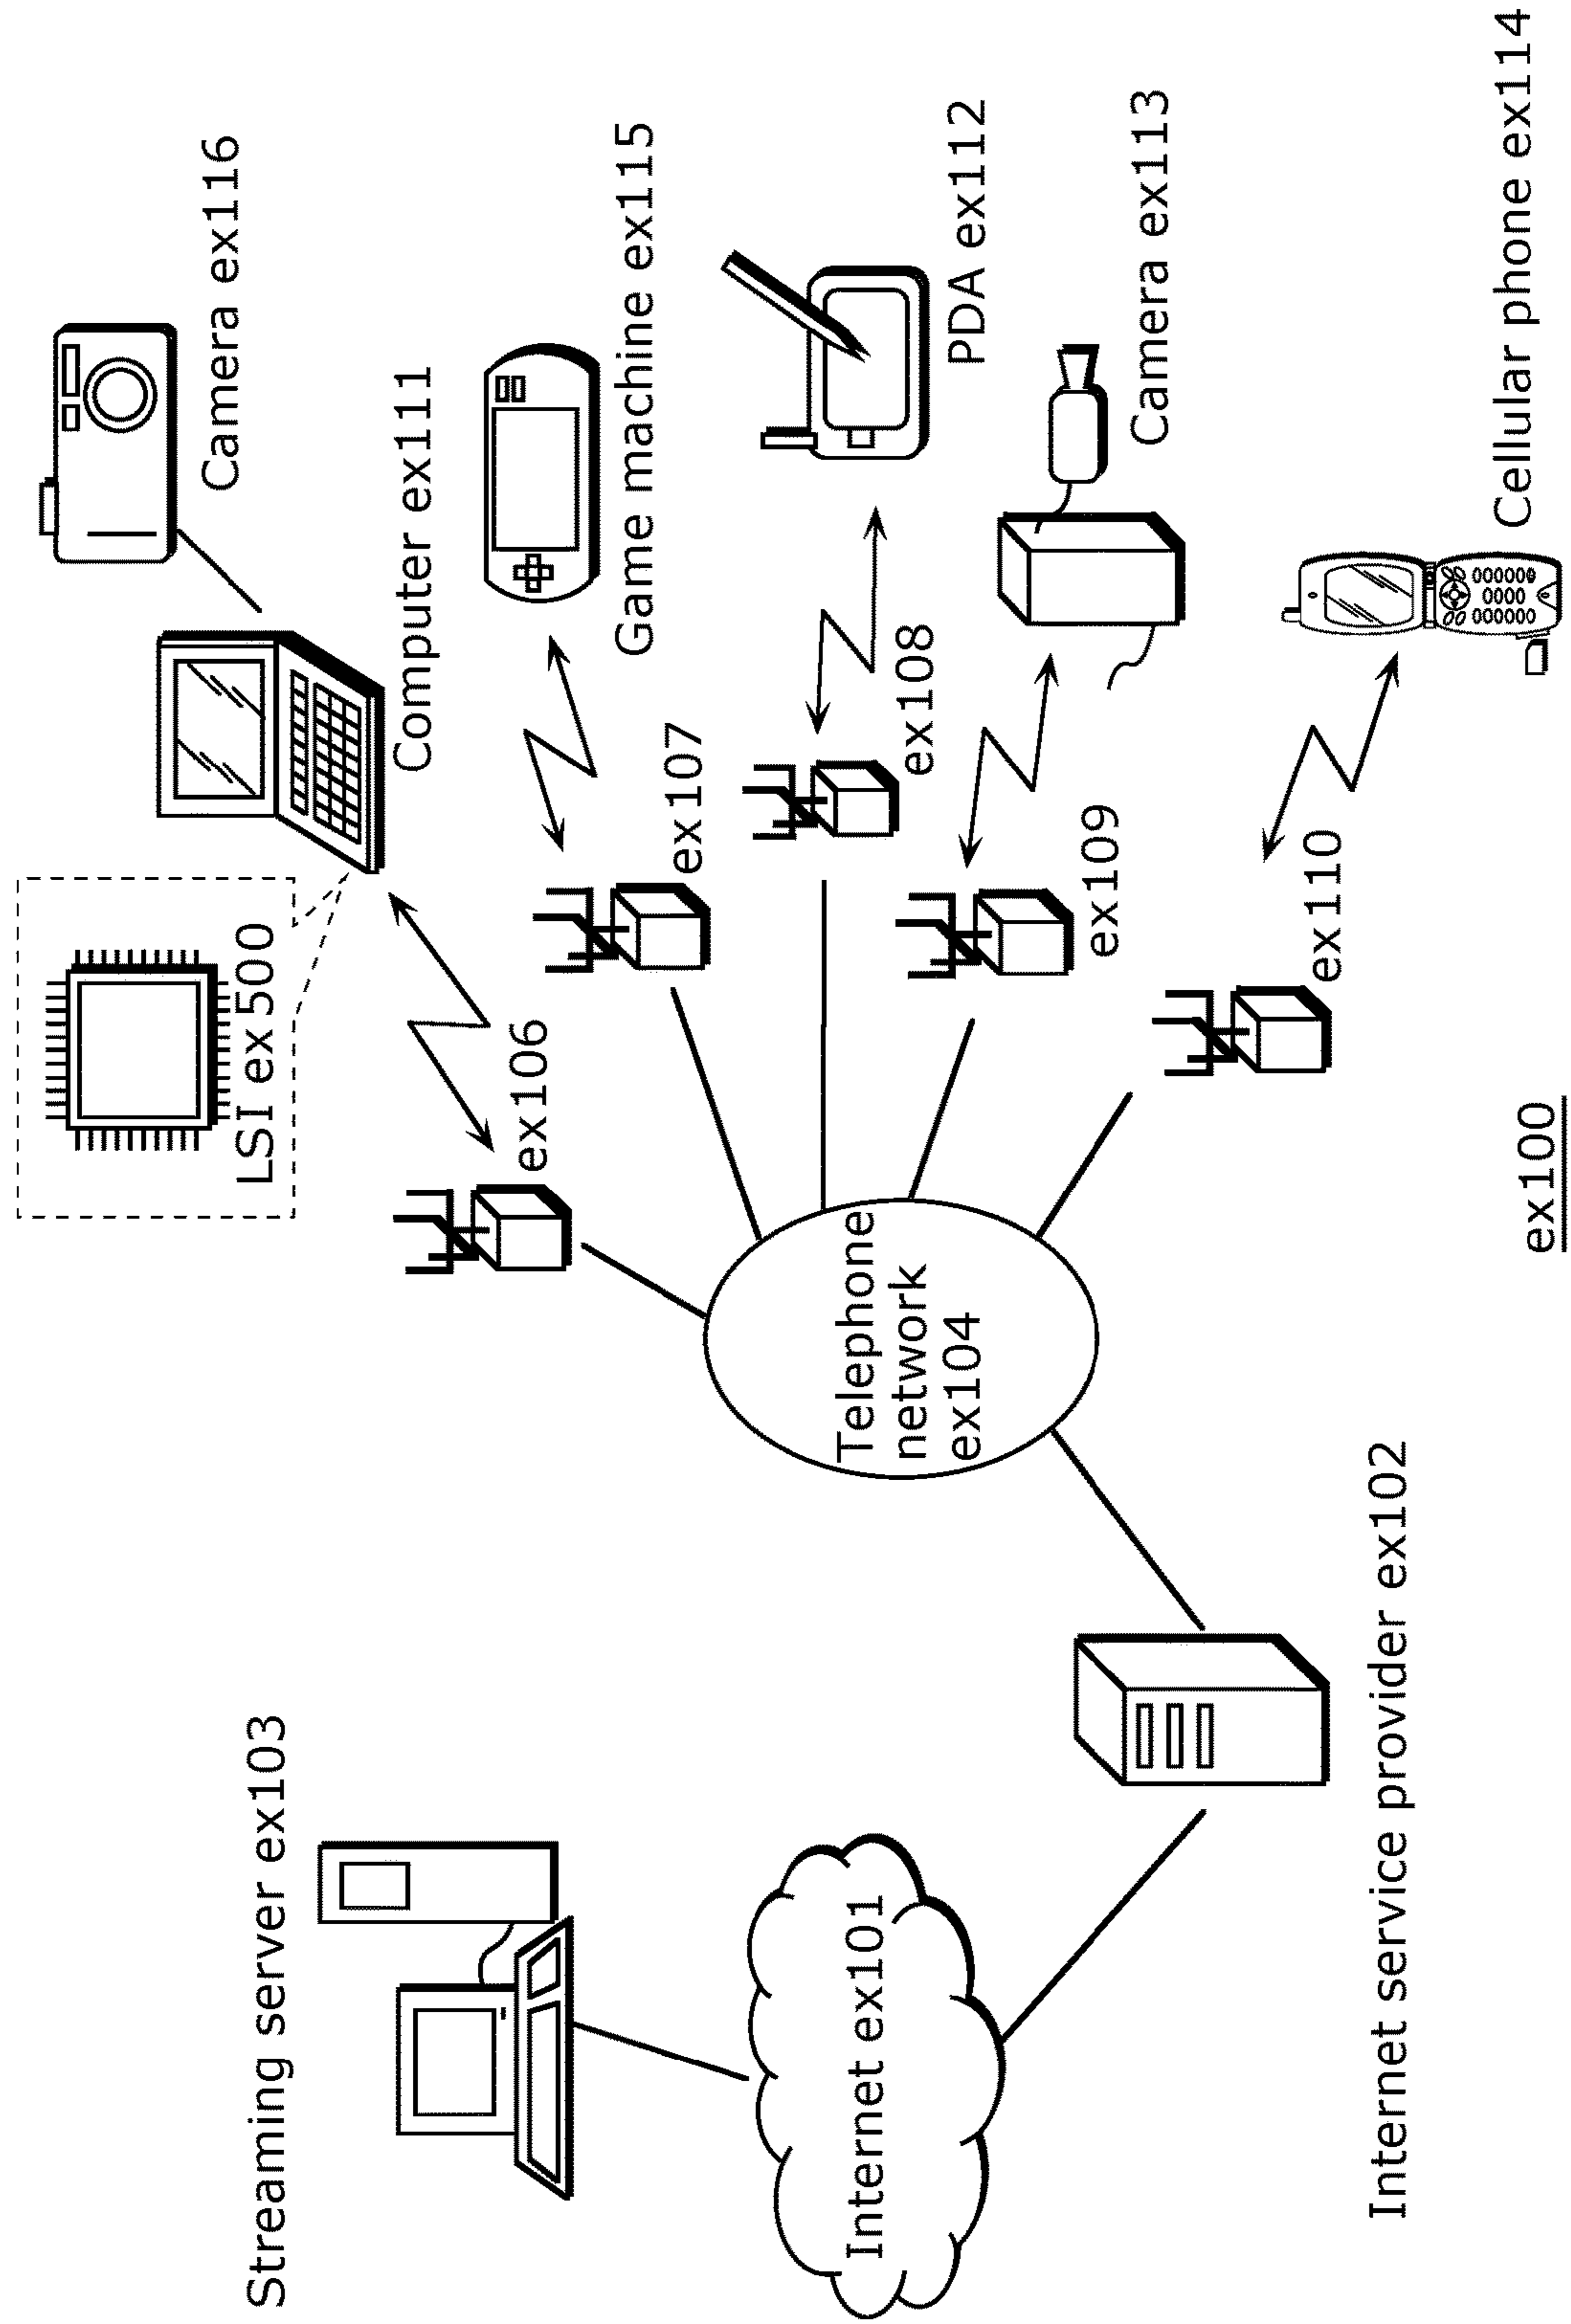 ex100
Streaming server ex103
Internet ex101
Internet service provider ex102
Telephone
network
ex104
LSI ex500
ex106
ex107
ex108
ex109
ex110
Camera ex116
Computer ex111
Game machine ex115
PDA ex112
Camera ex113
Cellular phone ex114